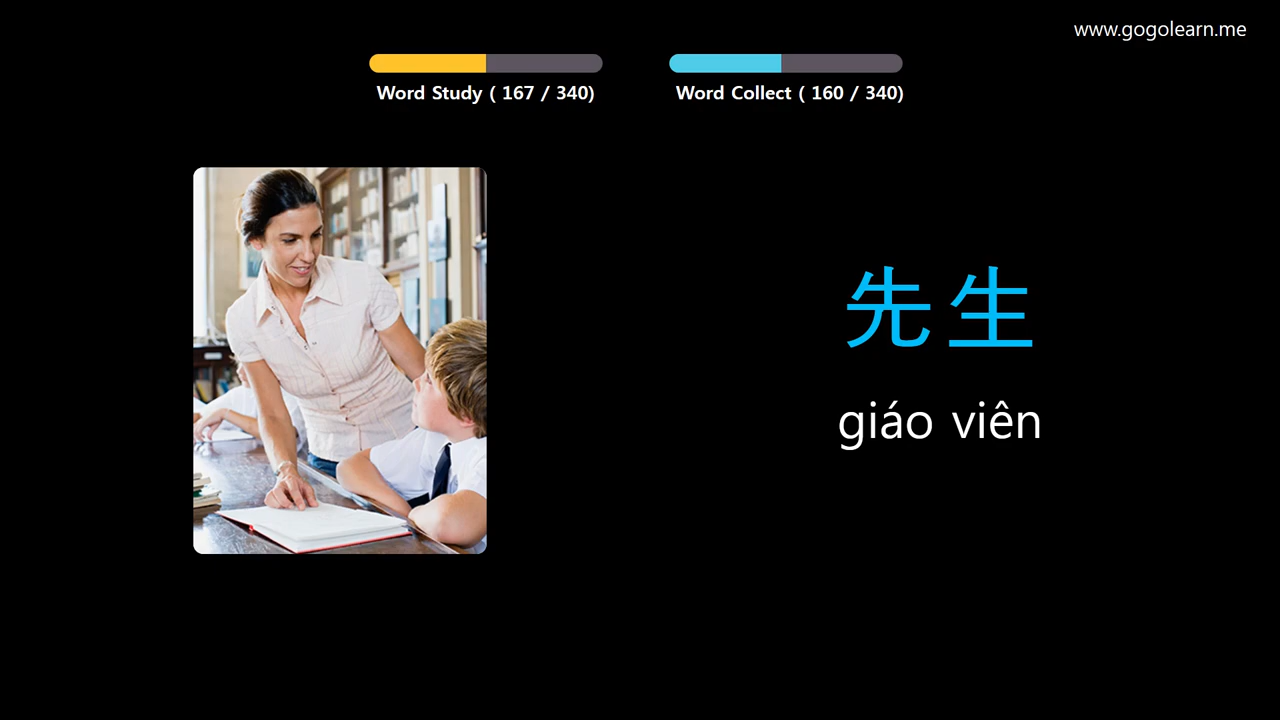 www.gogolearn.me
Word Study ( 167 / 340)
Word Collect ( 160 / 340)
先生
giáo viên